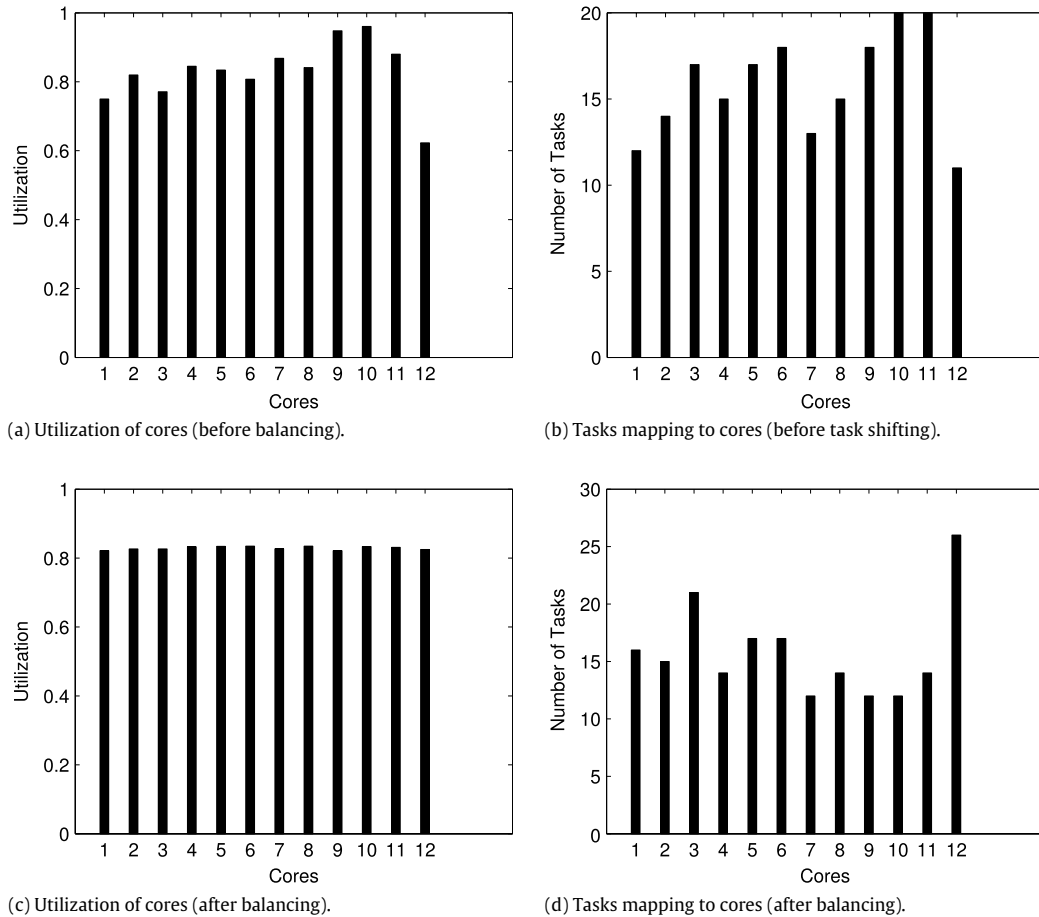 1
0.8
0.6
0.4
0.2
0
Utilization
1 2 3 4 5 6 7 8 9 10 11 12
Cores
(a) Utilization of cores (before balancing).
20
15
10
5
0
Number of Tasks
1 2 3 4 5 6 7 8 9 10 11 12
Cores
(b) Tasks mapping to cores (before task shifting).
1
0.8
0.6
0.4
0.2
0
Utilization
1 2 3 4 5 6 7 8 9 10 11 12
Cores
(c) Utilization of cores (after balancing).
30
25
20
15
10
5
0
Number of Tasks
1 2 3 4 5 6 7 8 9 10 11 12
Cores
(d) Tasks mapping to cores (after balancing).